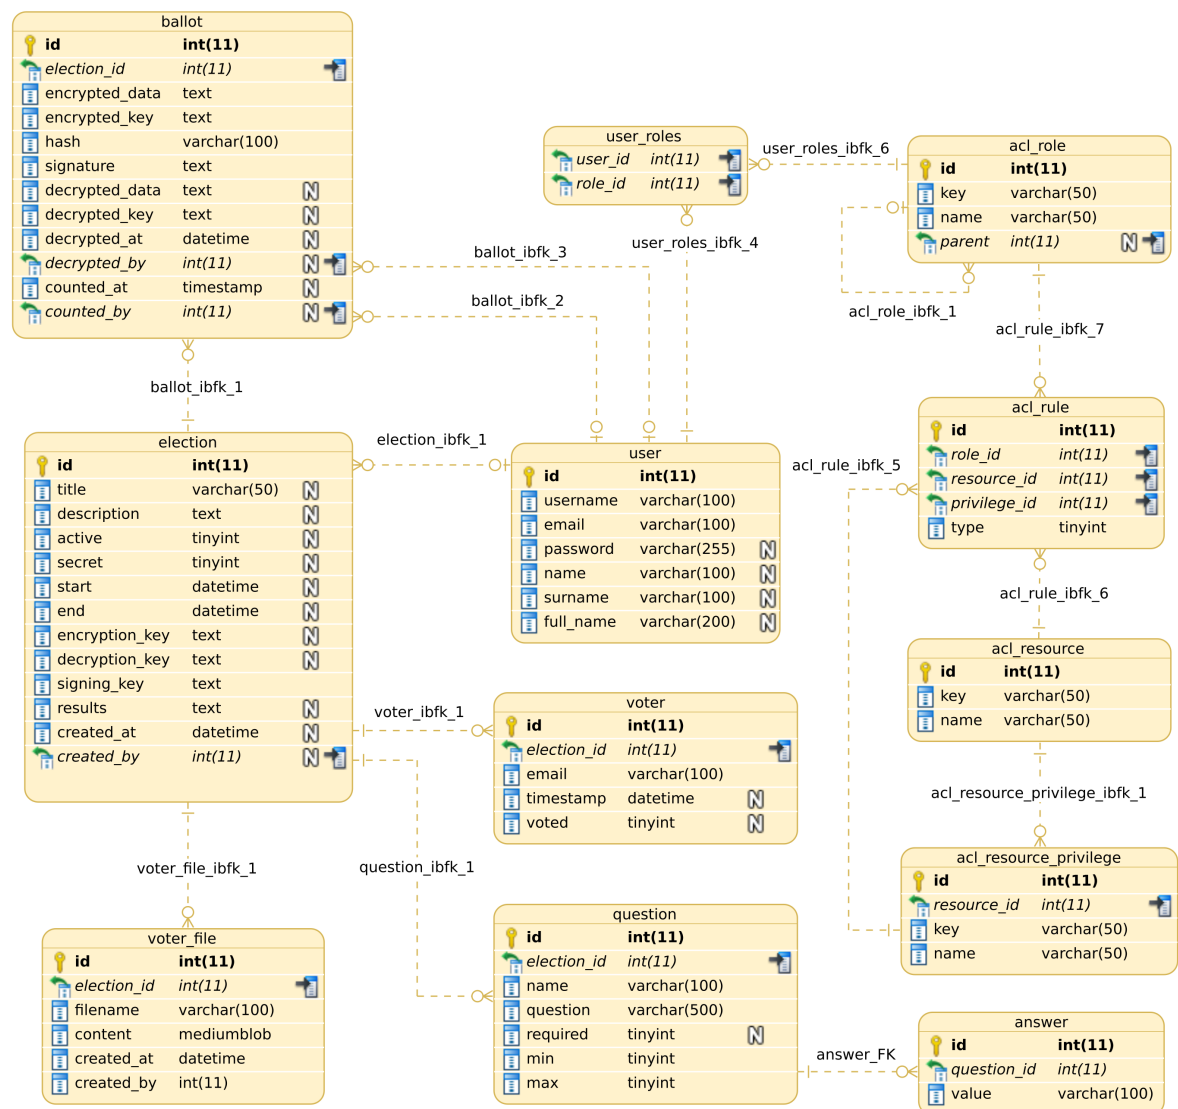 ballot
id int(11)
election_id int(11)
encrypted_data text
encrypted_key text
hash varchar(100)
signature text
decrypted_data text N
decrypted_key text N
decrypted_at datetime N
decrypted_by int(11) N
counted_at timestamp N
counted_by int(11) N
user_roles
user_id int(11)
role_id int(11)
user_roles_ibfk_6
acl_role
id int(11)
key varchar(50)
name varchar(50)
parent int(11) N
user_roles_ibfk_4
ballot_ibfk_3
ballot_ibfk_2
acl_role_ibfk_1
acl_rule_ibfk_7
ballot_ibfk_1
election
id int(11)
title varchar(50) N
description text N
active tinyint N
secret tinyint N
start datetime N
end datetime N
encryption_key text N
decryption_key text N
signing_key text
results text N
created_at datetime N
created_by int(11) N
election_ibfk_1
user
id int(11)
username varchar(100)
email varchar(100)
password varchar(255) N
name varchar(100) N
surname varchar(100) N
full_name varchar(200) N
acl_rule_ibfk_5
acl_rule
id int(11)
role_id int(11)
resource_id int(11)
privilege_id int(11)
type tinyint
acl_rule_ibfk_6
acl_resource
id int(11)
key varchar(50)
name varchar(50)
voter_ibfk_1
voter
id int(11)
election_id int(11)
email varchar(100)
timestamp datetime N
voted tinyint N
acl_resource_privilege_ibfk_1
acl_resource_privilege
id int(11)
resource_id int(11)
key varchar(50)
name varchar(50)
voter_file_ibfk_1
question_ibfk_1
voter_file
id int(11)
election_id int(11)
filename varchar(100)
content mediumblob
created_at datetime
created_by int(11)
question
id int(11)
election_id int(11)
name varchar(100)
question varchar(500)
required tinyint N
min tinyint
max tinyint
answer_FK
answer
id int(11)
question_id int(11)
value varchar(100)